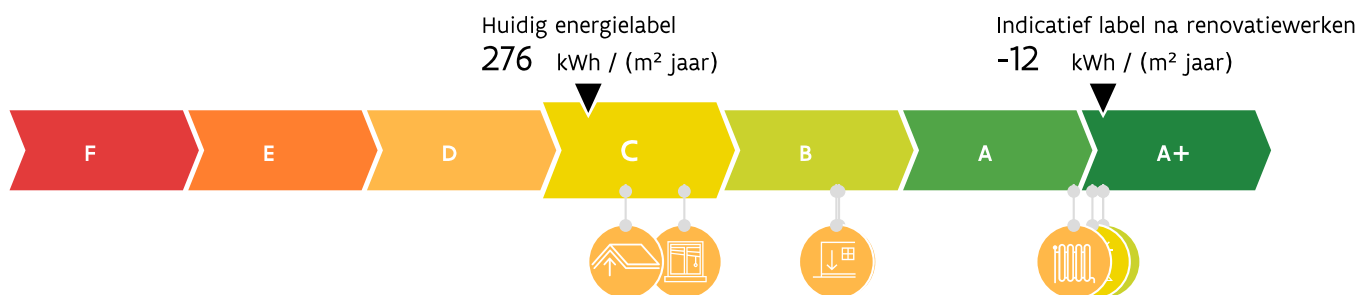 Huidig energielabel
276 kWh / (m² jaar)
Indicatief label na renovatiewerken
-12 kWh / (m² jaar)
F E D C B A A+